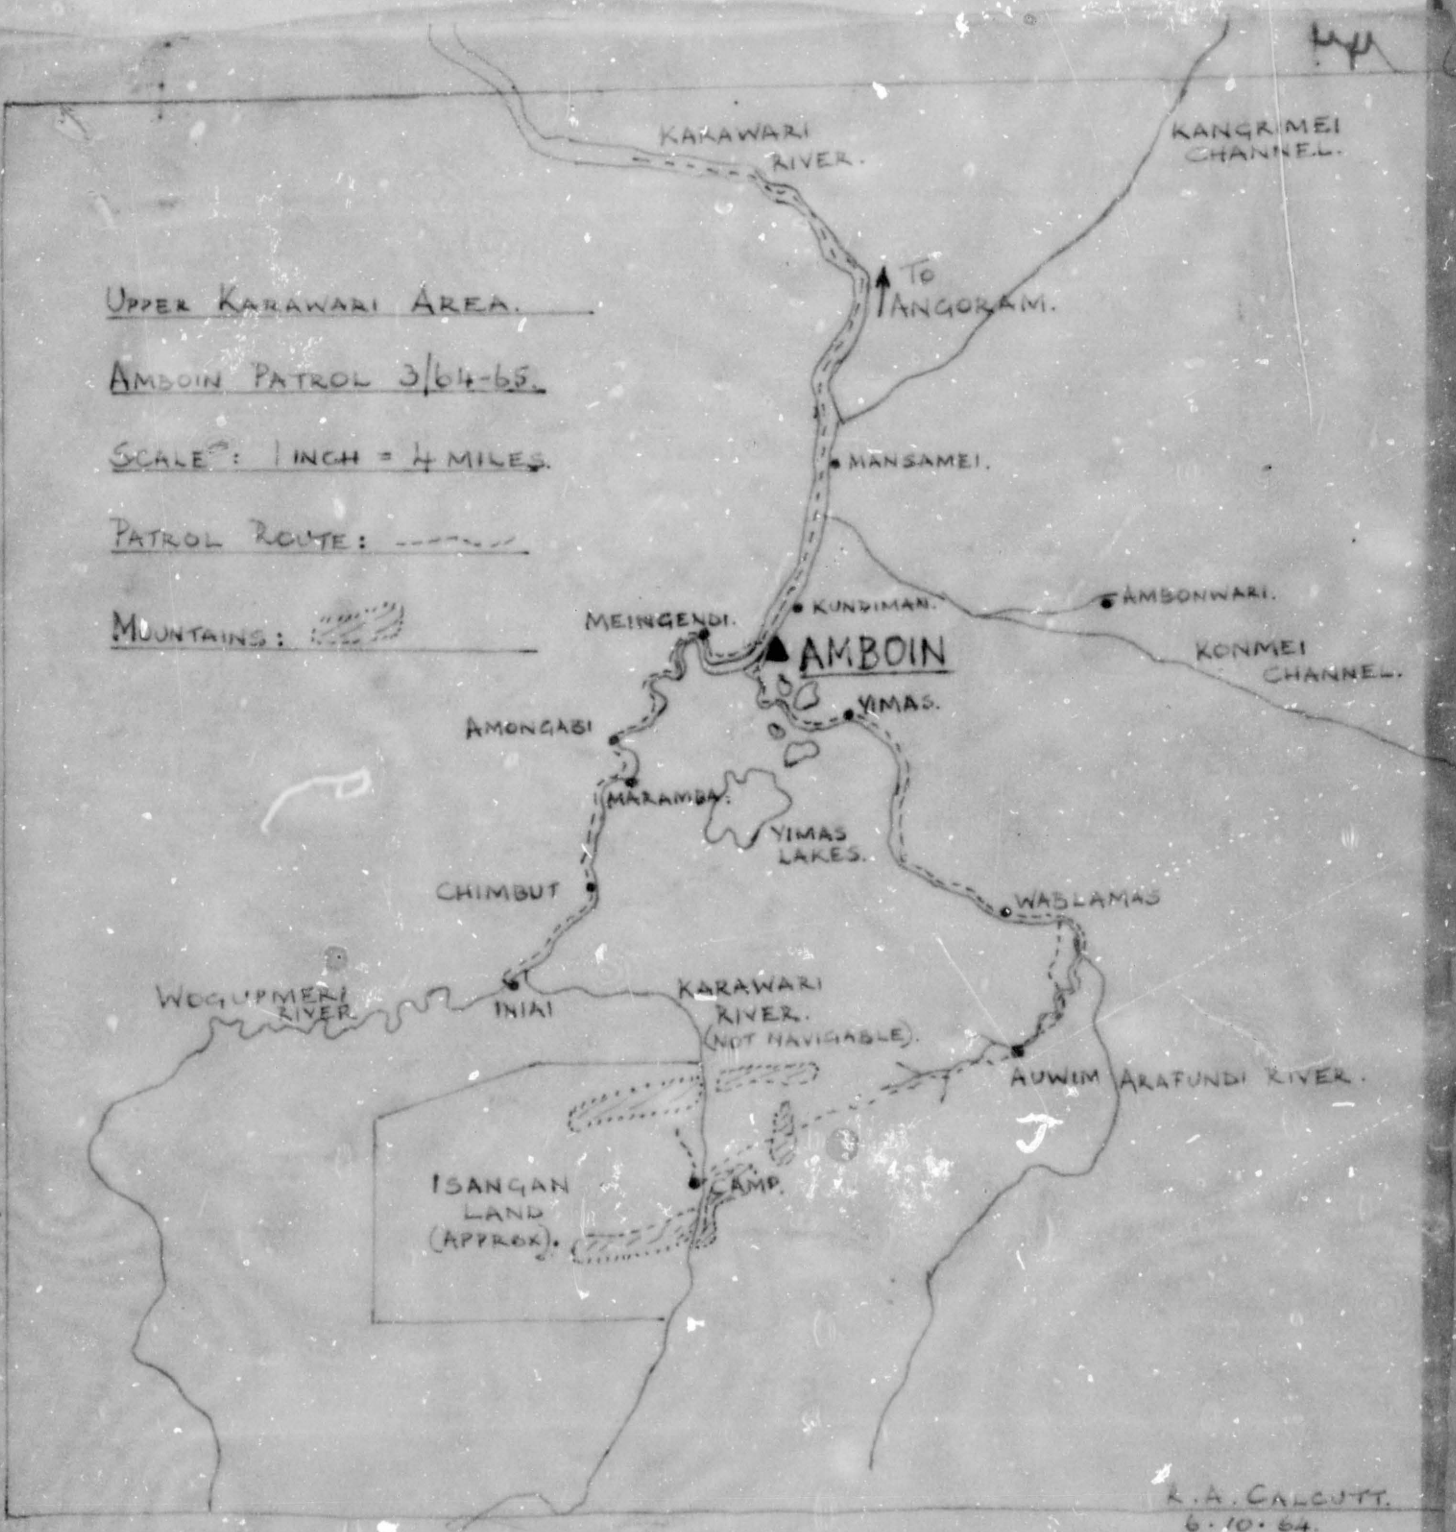 KARAWARI
RIVER.
KANGRIMEI
CHANNEL.
TO
ANGORAM.
UPPER KARAWARI AREA.
AMBOIN PATROL 3/64-65.
SCALE: 1 INCH = 4 MILES.
PATROL ROUTE:
MOUNTAINS:
MANSAMEI.
KUNDIMAN.
AMBONWARI.
MEINGENDI.
AMBOIN
KONMEI
CHANNEL.
YIMAS.
AMONGABI
MARAMBA.
YIMAS
LAKES.
CHIMBUT
WABLAMAS
WOGUPMERI
RIVER
INIAI
KARAWARI
RIVER.
(NOT NAVIGABLE).
AUWIM
ARAFUNDI RIVER.
ISANGAN
LAND
(APPROX).
CAMP.
R.A. CALCUTT.
6.10.64.